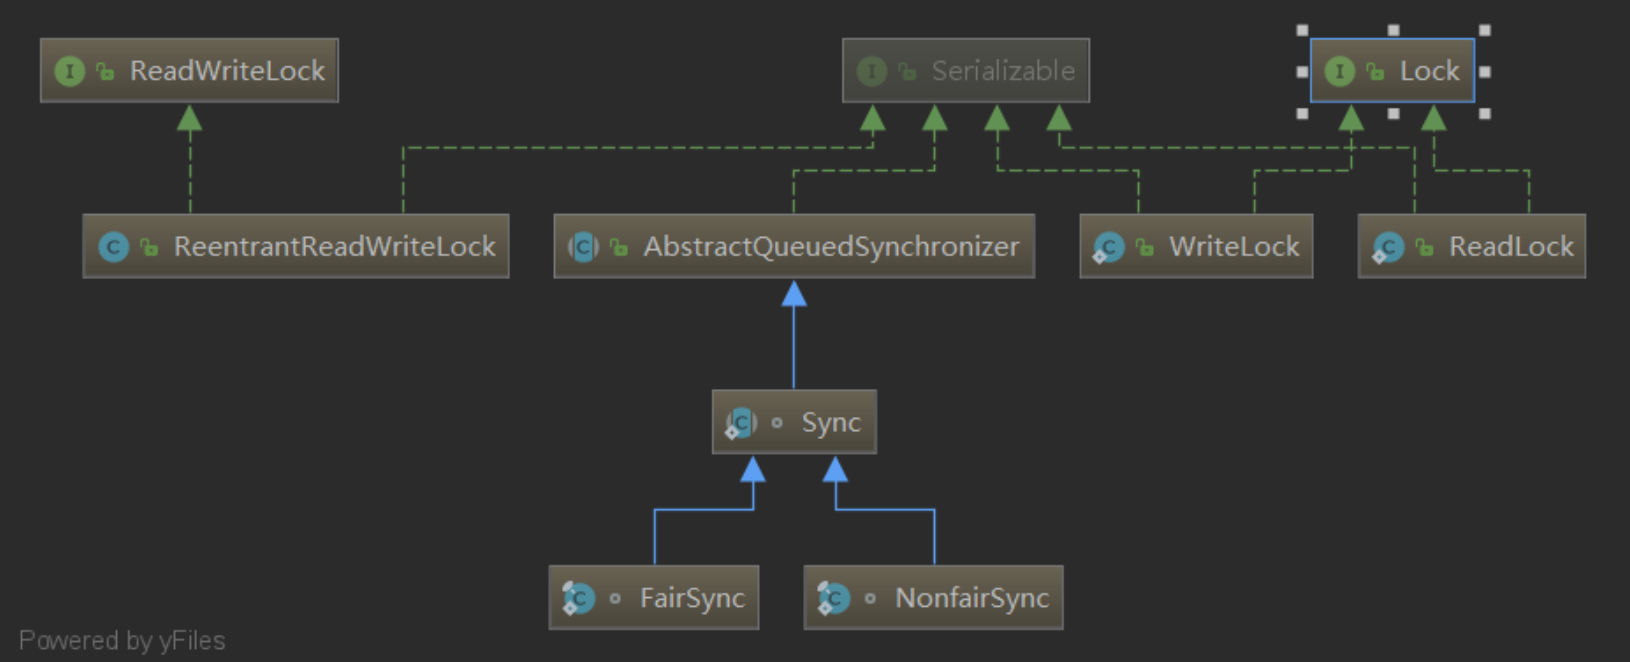 ReadWriteLock
Serializable
Lock
ReentrantReadWriteLock
AbstractQueuedSynchronizer
WriteLock
ReadLock
Sync
FairSync
NonfairSync
Powered by yFiles